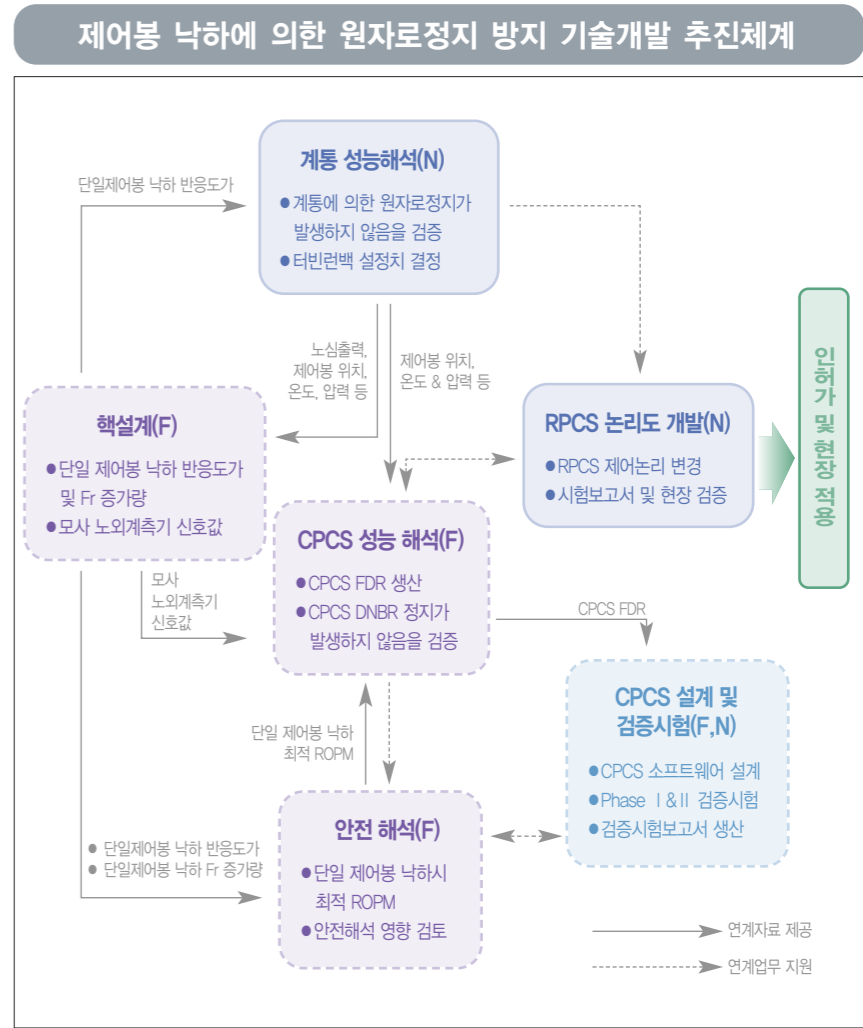 제어봉 낙하에 의한 원자로정지 방지 기술개발 추진체계
계통 성능해석(N)
● 계통에 의한 원자로정지가
발생하지 않음을 검증
● 터빈런백 설정치 결정
단일제어봉 낙하 반응도가
노심출력,
제어봉 위치,
온도, 압력 등
제어봉 위치,
온도 & 압력 등
핵설계(F)
● 단일 제어봉 낙하 반응도가
및 Fr 증가량
● 모사 노외계측기 신호값
RPCS 논리도 개발(N)
● RPCS 제어논리 변경
● 시험보고서 및 현장 검증
인허가 및 현장 적용
CPCS 성능 해석(F)
● CPCS FDR 생산
● CPCS DNBR 정지가
발생하지 않음을 검증
모사
노외계측기
신호값
CPCS FDR
CPCS 설계 및
검증시험(F,N)
● CPCS 소프트웨어 설계
● Phase Ⅰ&Ⅱ 검증시험
● 검증시험보고서 생산
단일 제어봉 낙하
최적 ROPM
안전 해석(F)
● 단일 제어봉 낙하시
최적 ROPM
● 안전해석 영향 검토
● 단일제어봉 낙하 반응도가
● 단일제어봉 낙하 Fr 증가량
연계자료 제공
연계업무 지원